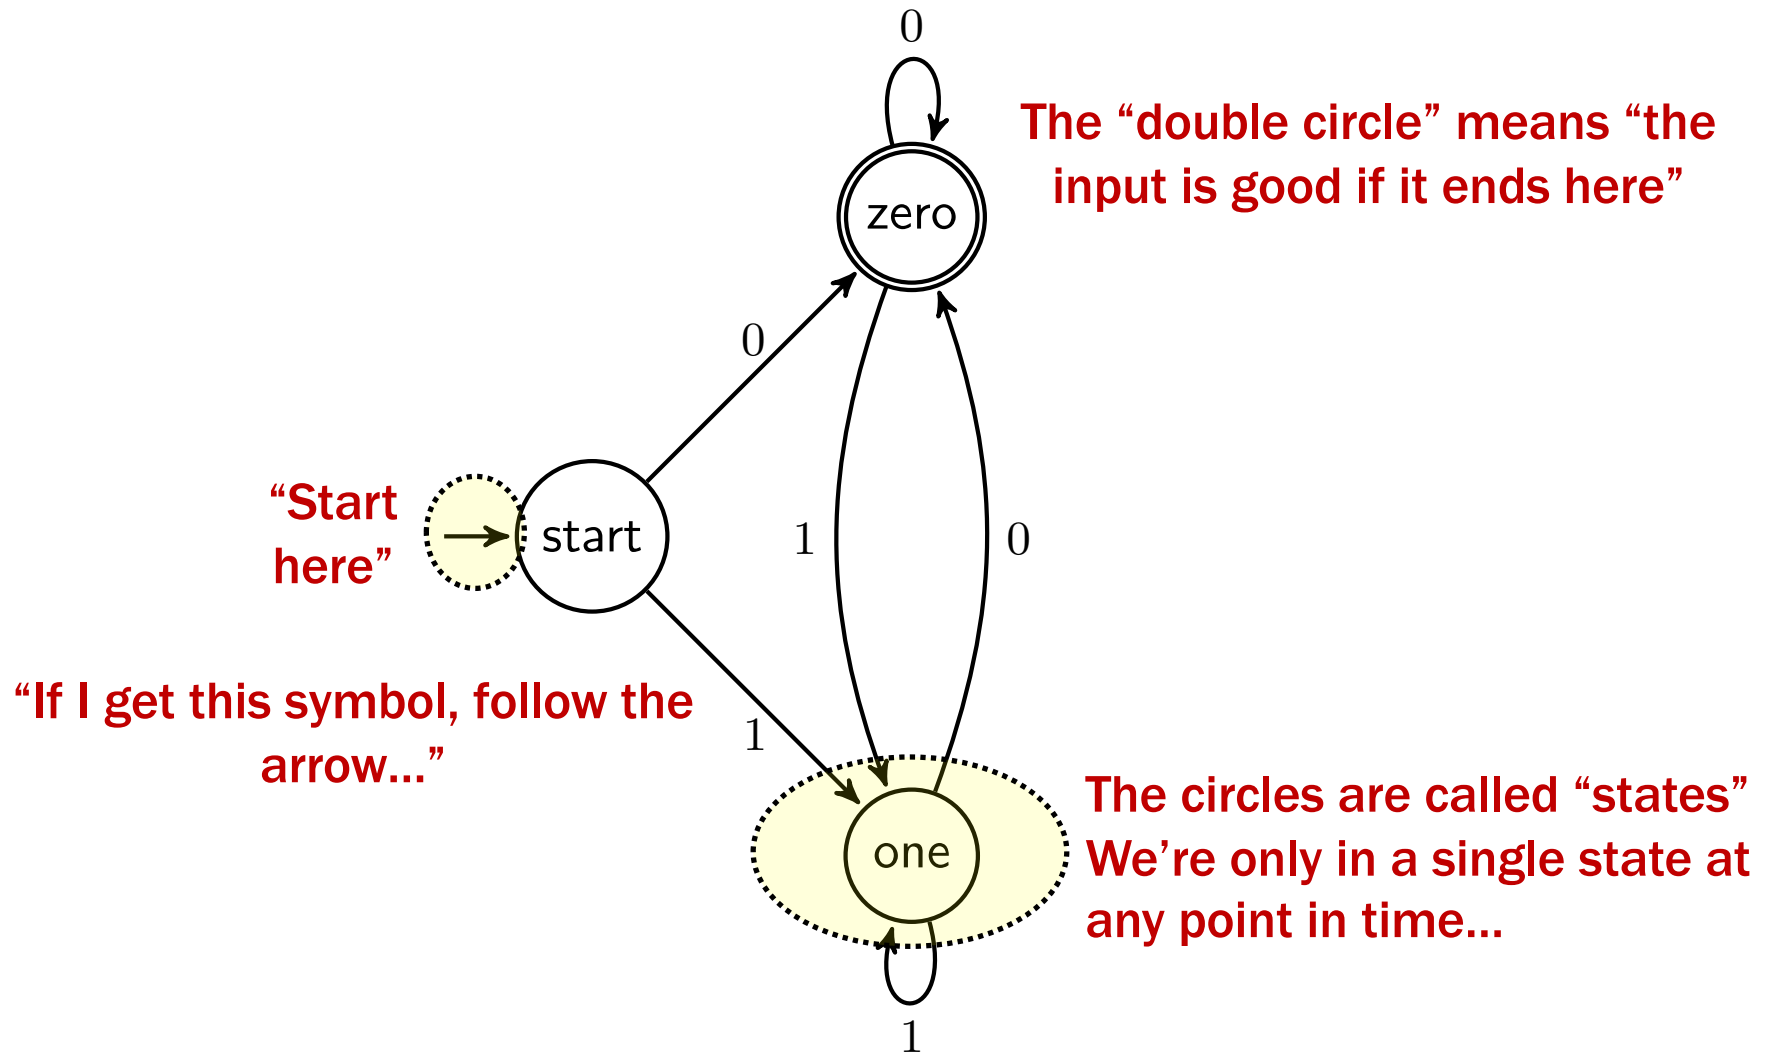 0
The “double circle” means “the
input is good if it ends here”
zero
0
“Start
here”
start
1
0
“If I get this symbol, follow the
arrow…”
1
The circles are called “states”
We’re only in a single state at
any point in time…
one
1